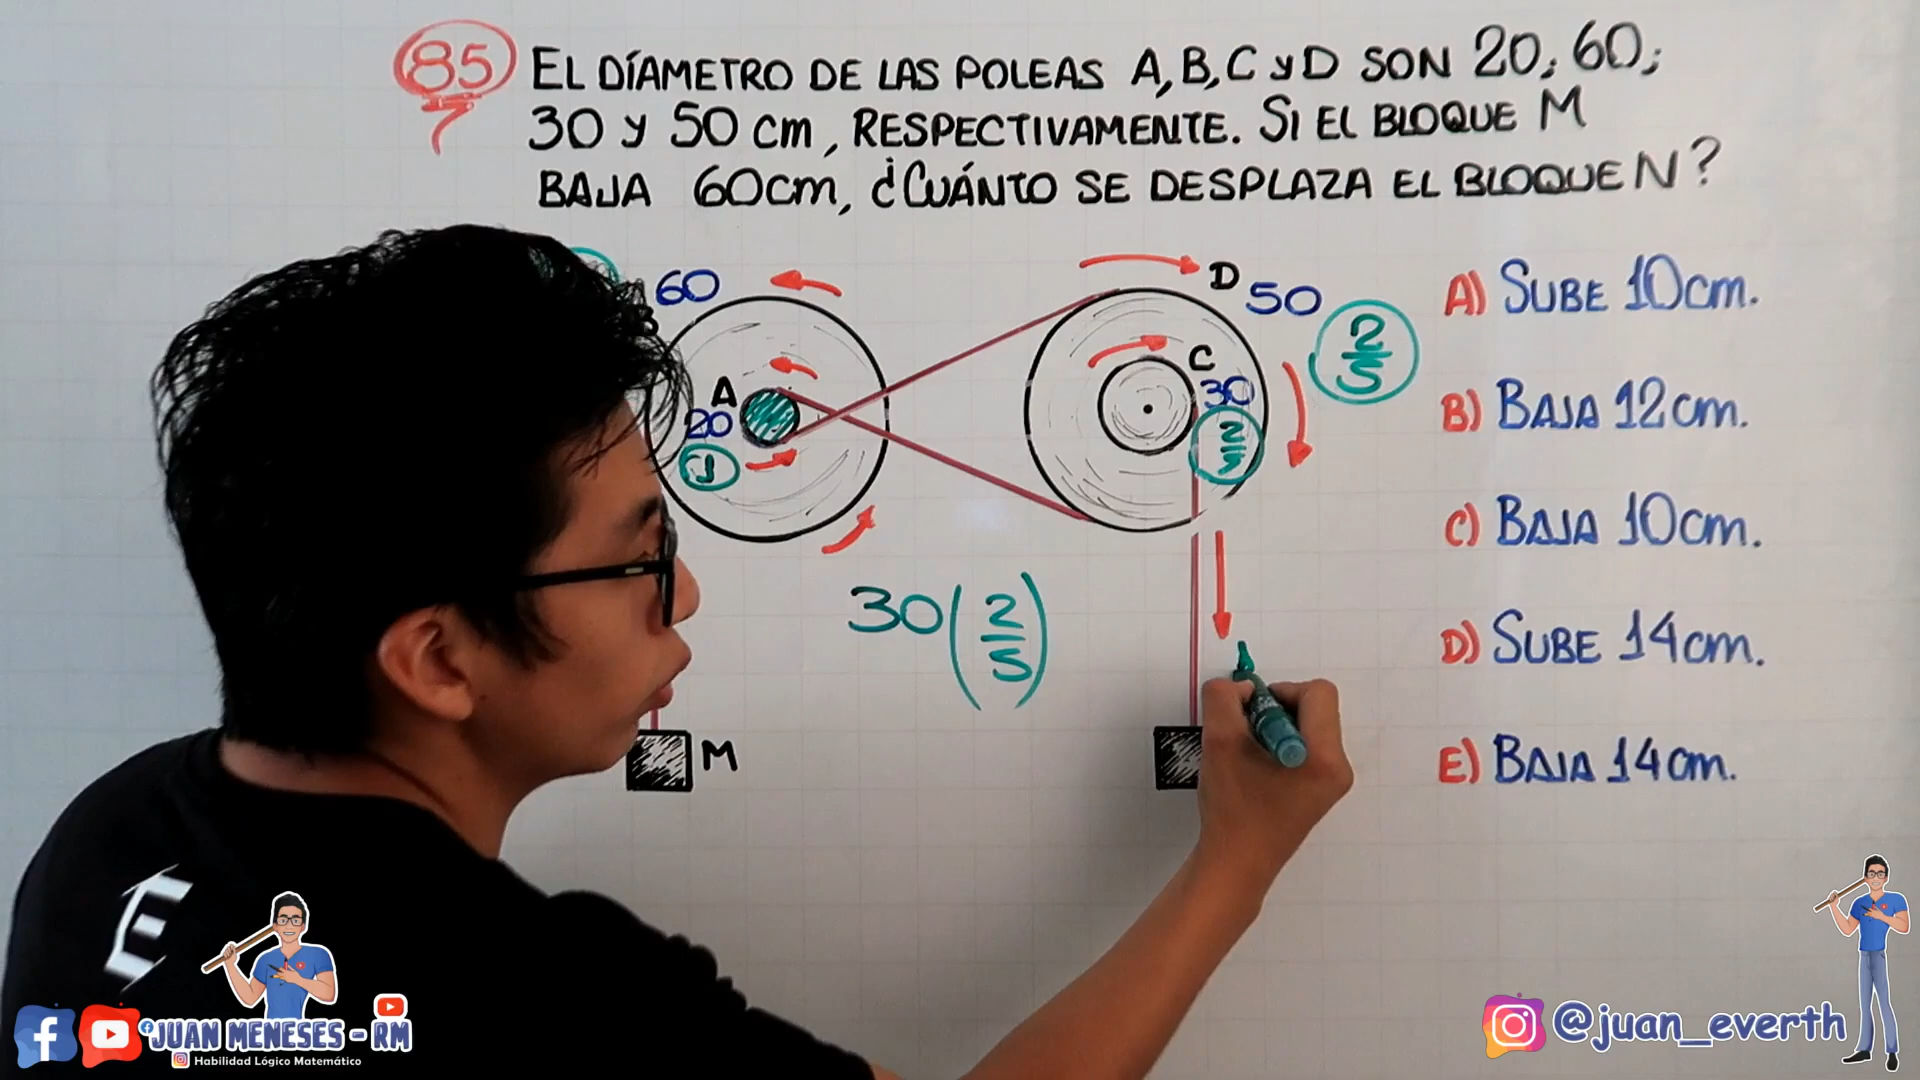 85 EL DÍAMETRO DE LAS POLEAS A, B, C y D SON 20; 60;
30 y 50 cm, RESPECTIVAMENTE. SI EL BLOQUE M
BAJA 60cm, ¿CUÁNTO SE DESPLAZA EL BLOQUE N?
60
D
50
2/5
A
20
1
C
30
2/5
30(2/5)
M
A) SUBE 10cm.
B) BAJA 12cm.
C) BAJA 10cm.
D) SUBE 14cm.
E) BAJA 14cm.
E
JUAN MENESES - RM
Habilidad Lógico Matemático
@juan_everth